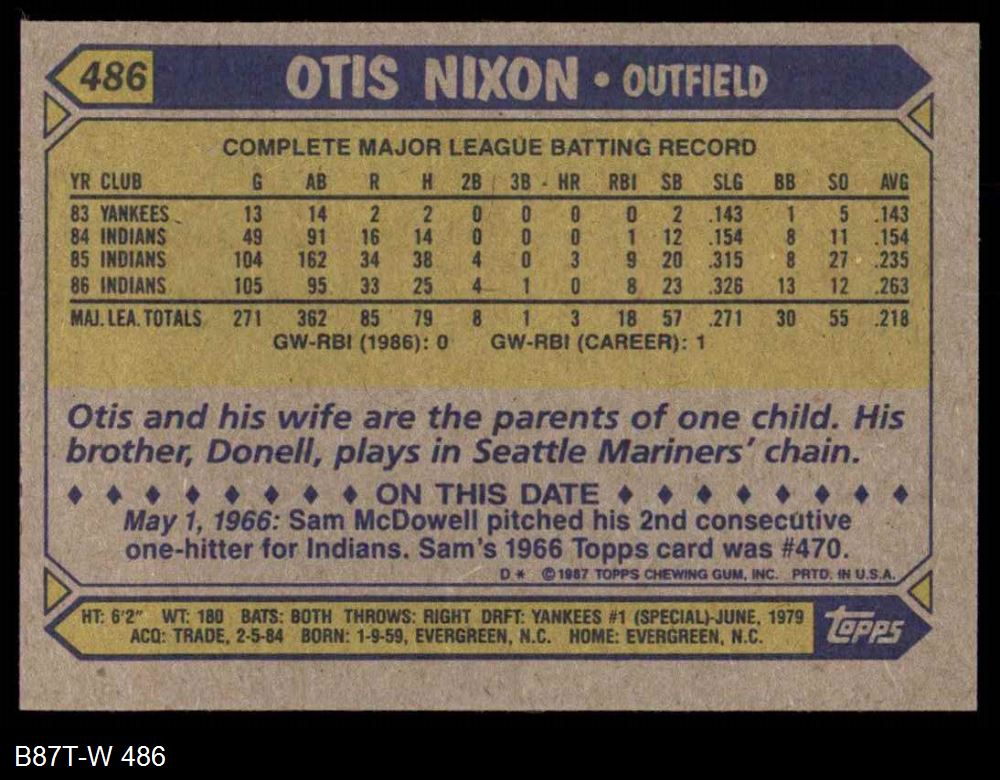 486 OTIS NIXON • OUTFIELD
COMPLETE MAJOR LEAGUE BATTING RECORD
YR CLUB G AB R H 2B 3B HR RBI SB SLG BB SO AVG
83 YANKEES 13 14 2 2 0 0 0 0 2 .143 1 5 .143
84 INDIANS 49 91 16 14 0 0 0 1 12 .154 8 11 .154
85 INDIANS 104 162 34 38 4 0 3 9 20 .315 8 27 .235
86 INDIANS 105 95 33 25 4 1 0 8 23 .326 13 12 .263
MAJ. LEA. TOTALS 271 362 85 79 8 1 3 18 57 .271 30 55 .218
GW-RBI (1986): 0 GW-RBI (CAREER): 1
Otis and his wife are the parents of one child. His
brother, Donell, plays in Seattle Mariners' chain.
♦ ♦ ♦ ♦ ♦ ♦ ♦ ♦ ON THIS DATE ♦ ♦ ♦ ♦ ♦ ♦ ♦ ♦
May 1, 1966: Sam McDowell pitched his 2nd consecutive
one-hitter for Indians. Sam's 1966 Topps card was #470.
D* ©1987 TOPPS CHEWING GUM, INC. PRTD. IN U.S.A.
HT: 6'2" WT: 180 BATS: BOTH THROWS: RIGHT DRFT: YANKEES #1 (SPECIAL)-JUNE, 1979
ACQ: TRADE, 2-5-84 BORN: 1-9-59, EVERGREEN, N.C. HOME: EVERGREEN, N.C.
Topps
B87T-W 486